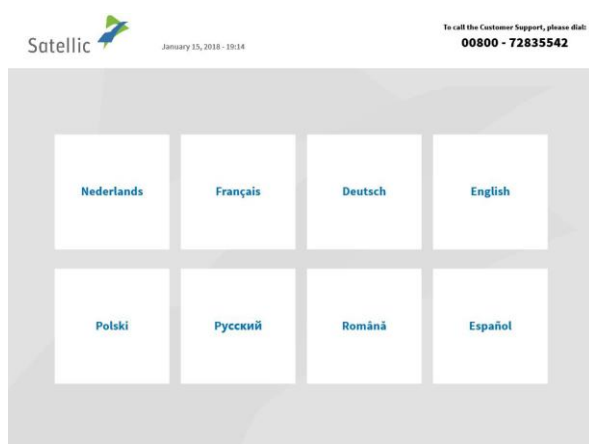 To call the Customer Support, please dial:
Satellic
January 15, 2018 - 19:14
00800 - 72835542
Nederlands
Français
Deutsch
English
Polski
Русский
Română
Español